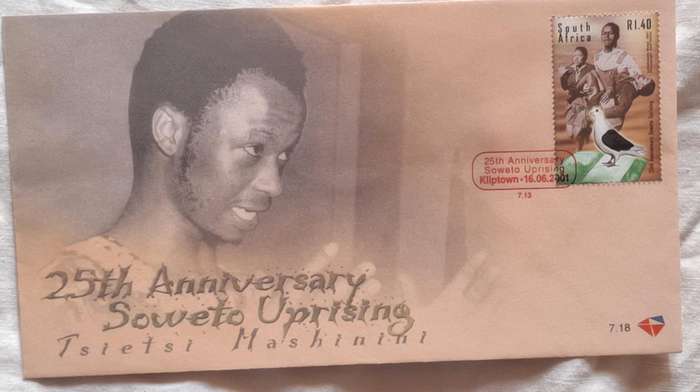 South
Africa
R1.40
25th Anniversary
Soweto Uprising
Kliptown • 16.06.2001
7.13
25th Anniversary
Soweto Uprising
Tsietsi Mashinini
7.18